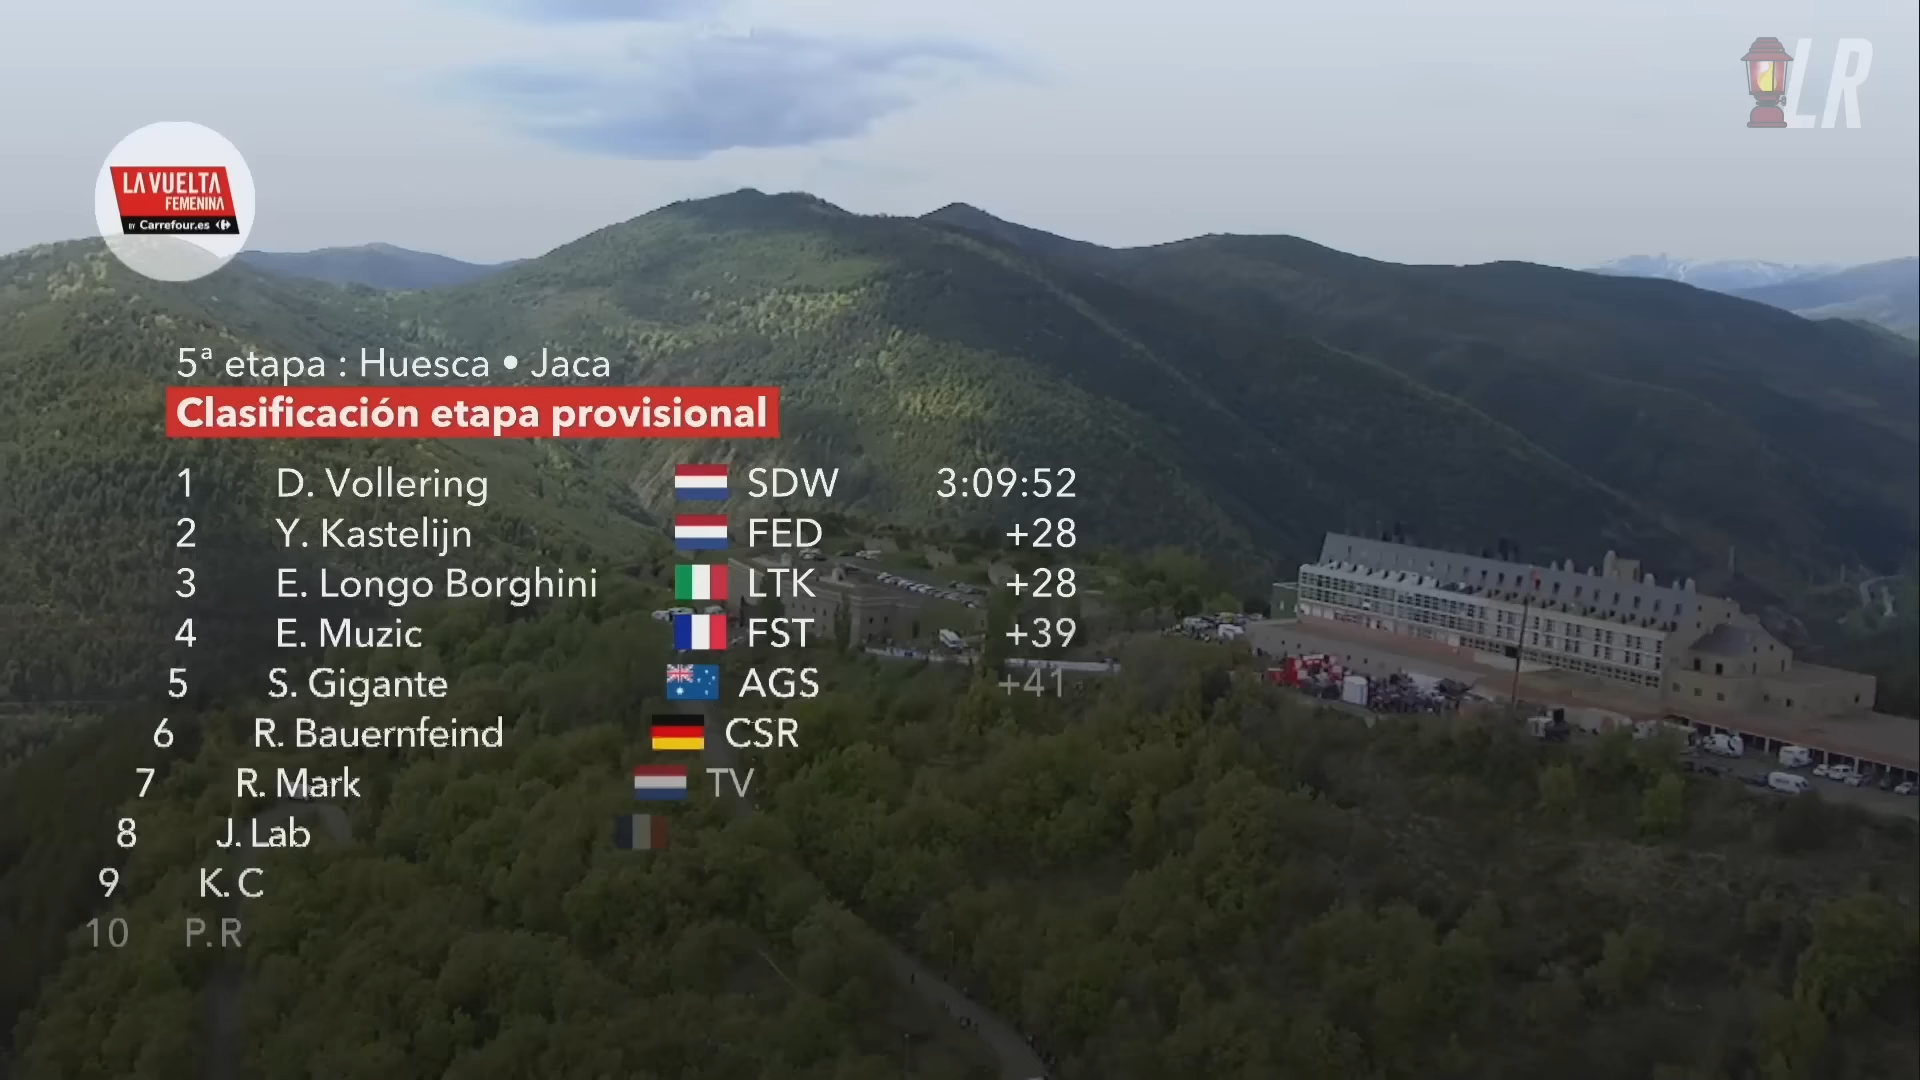 LR
LA VUELTA
FEMENINA
BY Carrefour.es
5ª etapa : Huesca • Jaca
Clasificación etapa provisional
1 D. Vollering SDW 3:09:52
2 Y. Kastelijn FED +28
3 E. Longo Borghini LTK +28
4 E. Muzic FST +39
5 S. Gigante AGS +41
6 R. Bauernfeind CSR
7 R. Mark TV
8 J. Lab
9 K. C
10 P. R